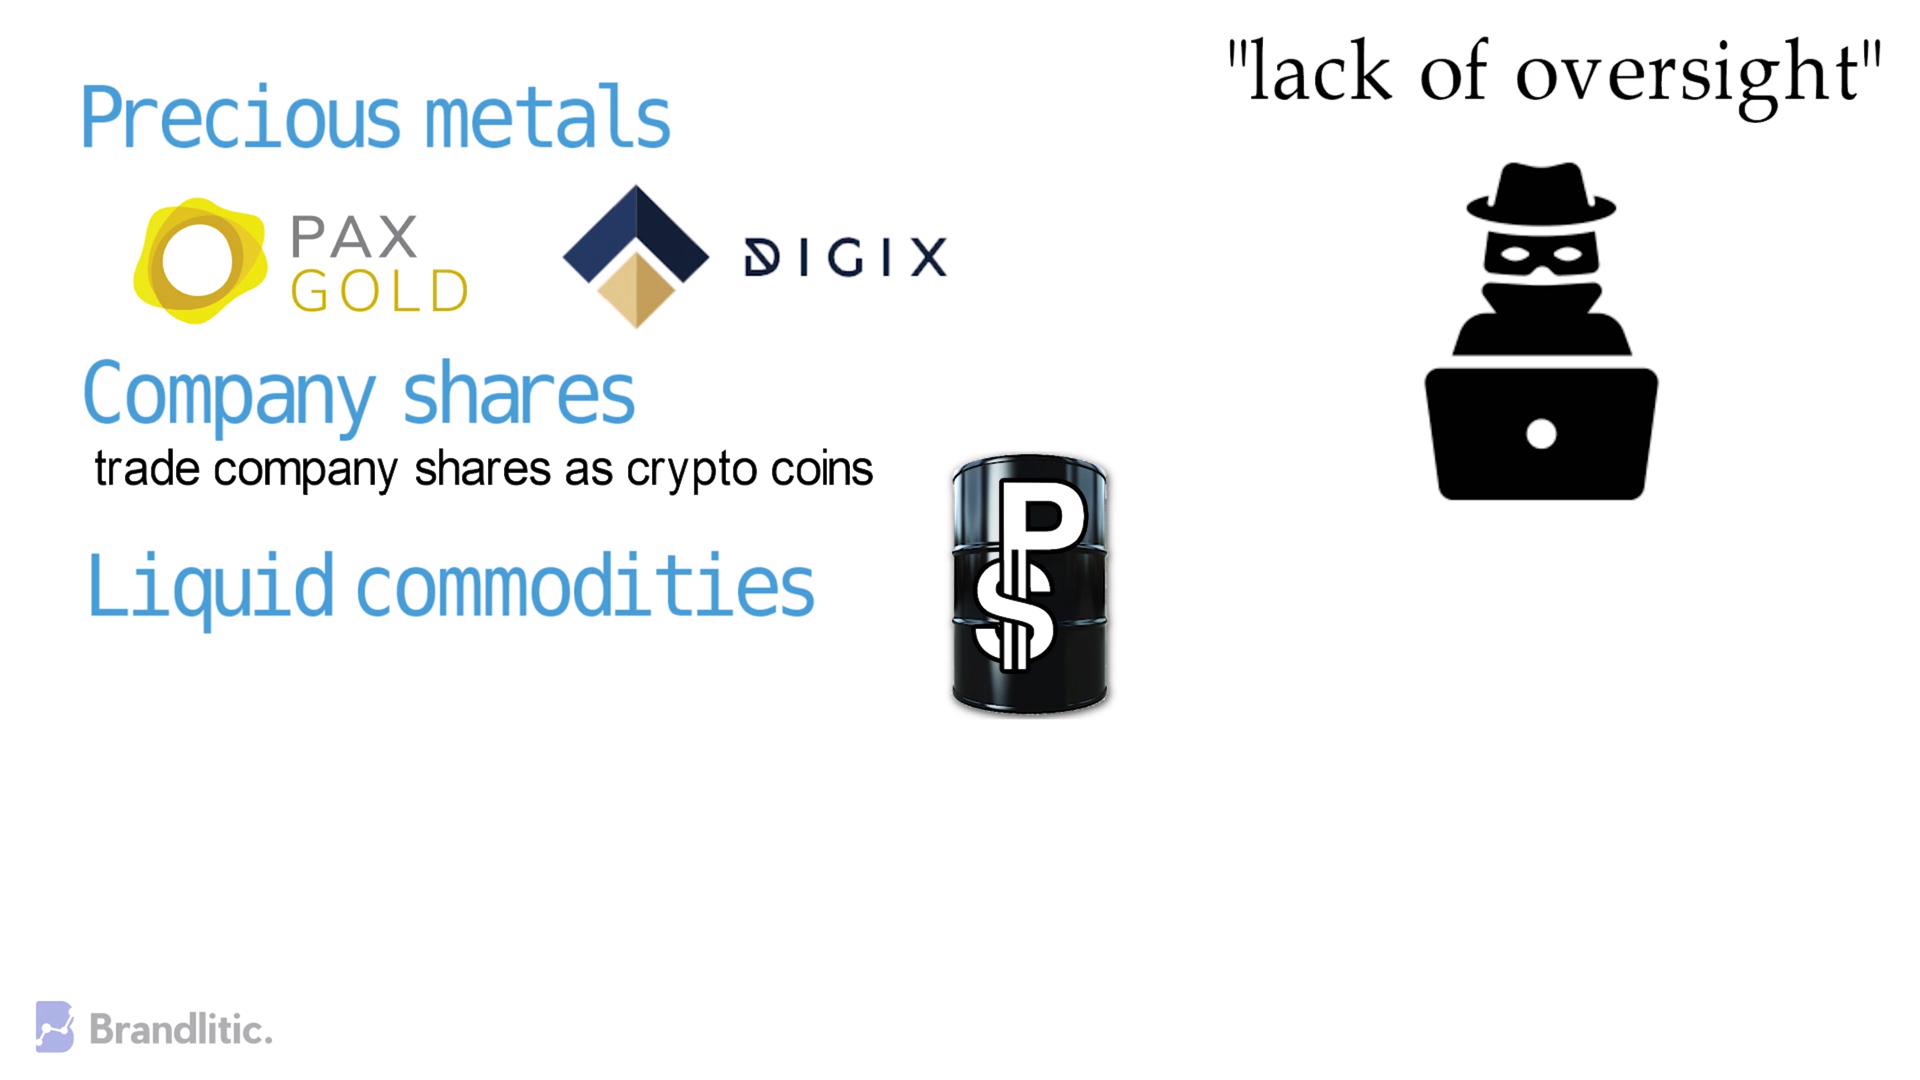 "lack of oversight"
Precious metals
PAX
GOLD
DIGIX
Company shares
trade company shares as crypto coins
P
S
Liquid commodities
Brandlitic.